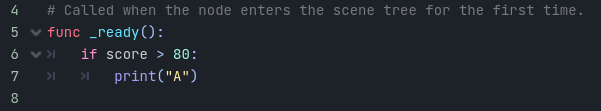 4 # Called when the node enters the scene tree for the first time.
5 func _ready():
6 if score > 80:
7 print("A")
8